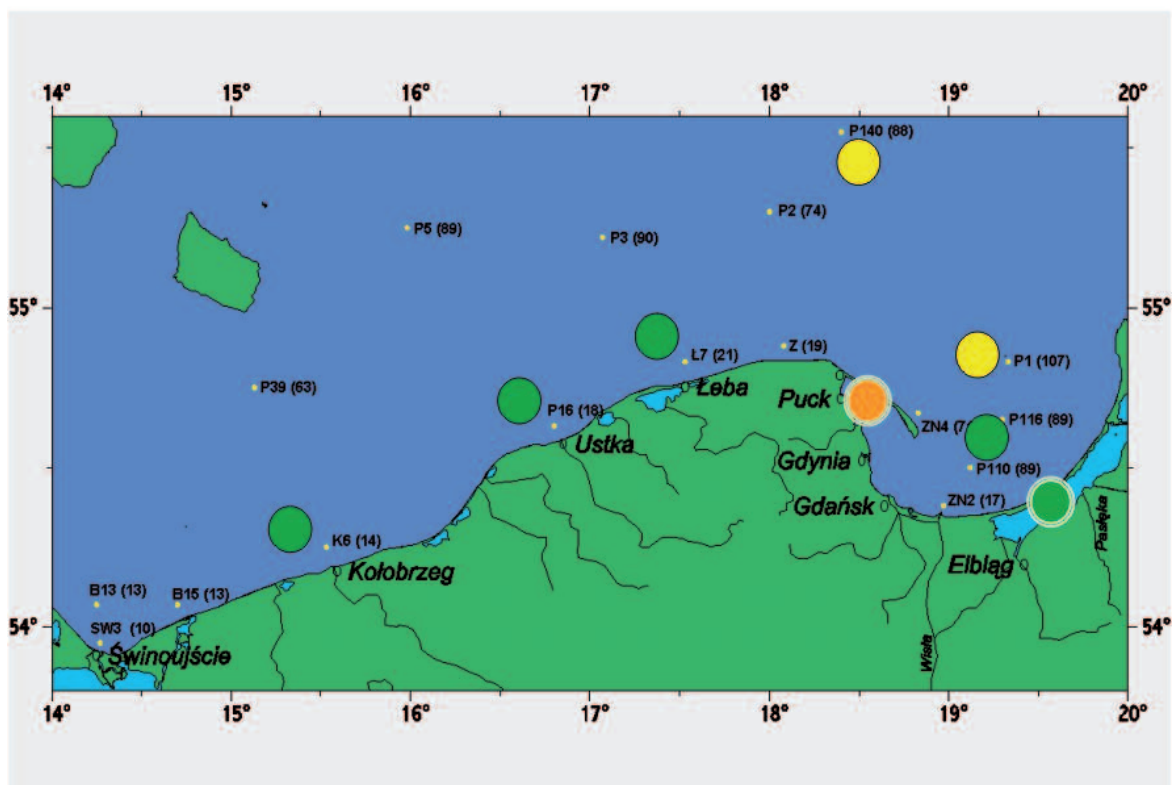 14° 15° 16° 17° 18° 19° 20°
P140 (88)
P2 (74)
P5 (89)
P3 (90)
55° 55°
Z (19)
Ł7 (21)
P1 (107)
P39 (63)
Łeba
Puck
P16 (18)
ZN4 (7
P116 (89)
Ustka
Gdynia
P110 (89)
Gdańsk
ZN2 (17)
Pasłęka
K6 (14)
Kołobrzeg
Elbląg
B13 (13)
B15 (13)
54° 54°
SW3 (10)
Świnoujście
Wisła
14° 15° 16° 17° 18° 19° 20°